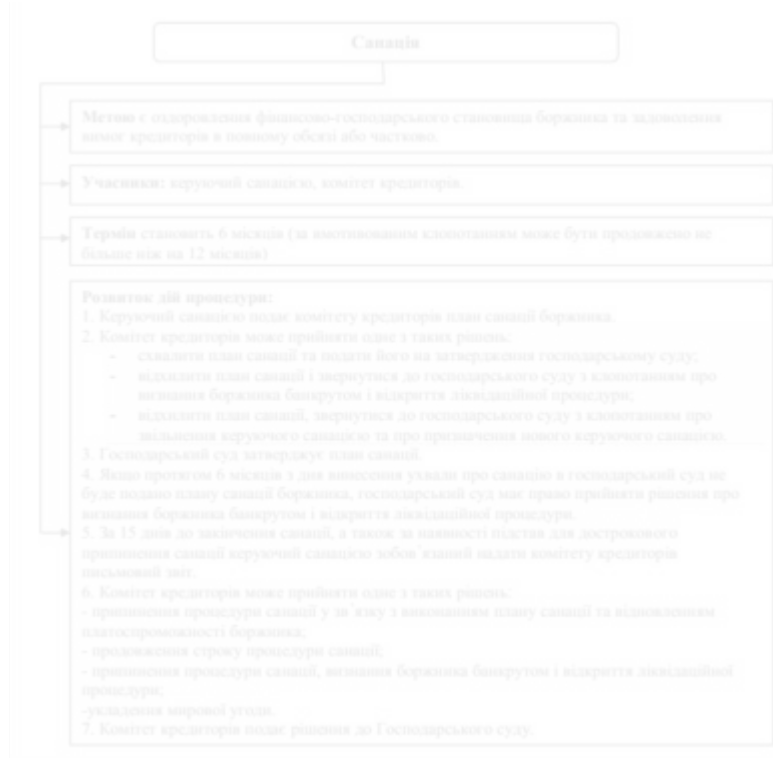 Санація
Метою є оздоровлення фінансово-господарського становища боржника та задоволення
вимог кредиторів в повному обсязі або частково.
Учасники: керуючий санацією, комітет кредиторів.
Термін становить 6 місяців (за вмотивованим клопотанням може бути продовжено не
більше ніж на 12 місяців)
Розвиток дій процедури:
1. Керуючий санацією подає комітету кредиторів план санації боржника.
2. Комітет кредиторів може прийняти одне з таких рішень:
- схвалити план санації та подати його на затвердження господарському суду;
- відхилити план санації і звернутися до господарського суду з клопотанням про
визнання боржника банкрутом і відкриття ліквідаційної процедури;
- відхилити план санації, звернутися до господарського суду з клопотанням про
звільнення керуючого санацією та про призначення нового керуючого санацією.
3. Господарський суд затверджує план санації.
4. Якщо протягом 6 місяців з дня винесення ухвали про санацію в господарський суд не
буде подано плану санації боржника, господарський суд має право прийняти рішення про
визнання боржника банкрутом і відкриття ліквідаційної процедури.
5. За 15 днів до закінчення санації, а також за наявності підстав для дострокового
припинення санації керуючий санацією зобов`язаний надати комітету кредиторів
письмовий звіт.
6. Комітет кредиторів може прийняти одне з таких рішень:
- припинення процедури санації у зв`язку з виконанням плану санації та відновленням
платоспроможності боржника;
- продовження строку процедури санації;
- припинення процедури санації, визнання боржника банкрутом і відкриття ліквідаційної
процедури;
-укладення мирової угоди.
7. Комітет кредиторів подає рішення до Господарського суду.